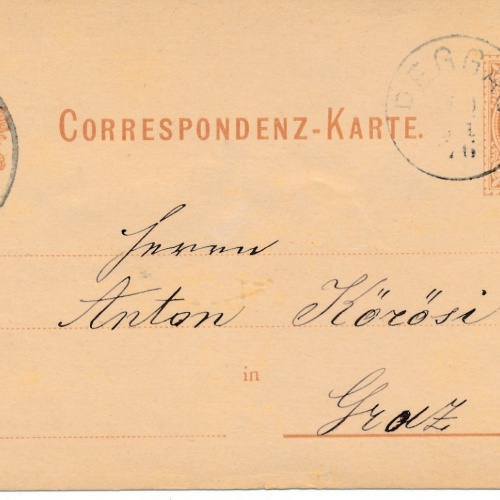 CORRESPONDENZ-KARTE.
Herrn
Anton Körösi
in
Graz